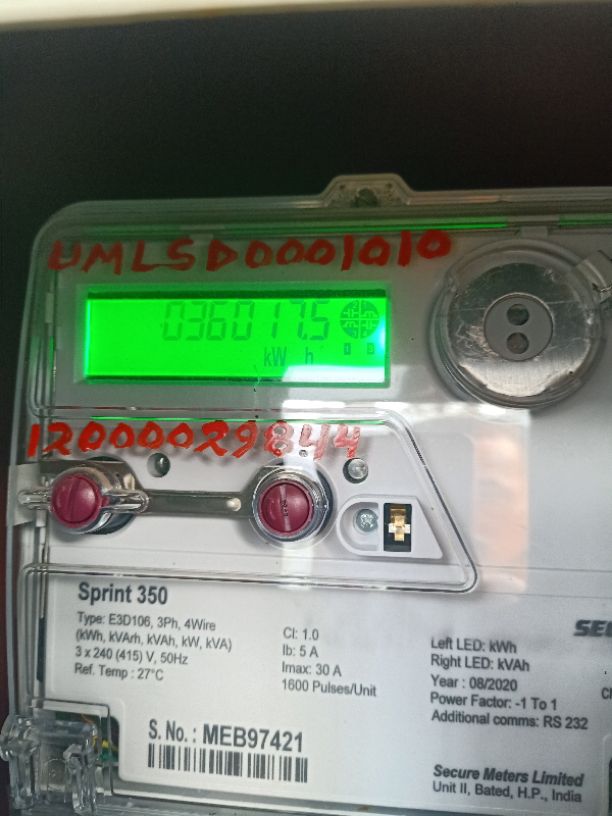 UMLSD0001010
036017.5
kW h
12000029844
Sprint 350
Type: E3D106, 3Ph, 4Wire
(kWh, kVArh, kVAh, kW, kVA)
3 x 240 (415) V, 50Hz
Ref. Temp : 27°C
Cl: 1.0
Ib: 5 A
Imax: 30 A
1600 Pulses/Unit
Left LED: kWh
Right LED: kVAh
Year : 08/2020
Power Factor: -1 To 1
Additional comms: RS 232
S. No. : MEB97421
Secure Meters Limited
Unit II, Bated, H.P., India